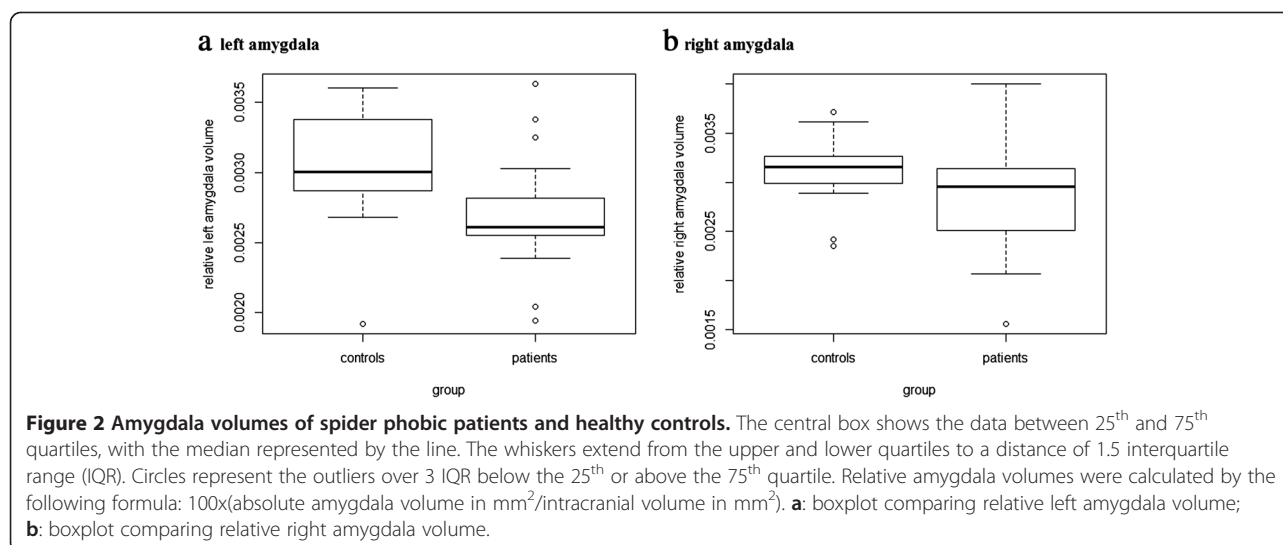 a left amygdala
b right amygdala
relative left amygdala volume
0.0035
0.0030
0.0025
0.0020
controls
patients
group
relative right amygdala volume
0.0035
0.0025
0.0015
controls
patients
group
Figure 2 Amygdala volumes of spider phobic patients and healthy controls. The central box shows the data between 25th and 75th
quartiles, with the median represented by the line. The whiskers extend from the upper and lower quartiles to a distance of 1.5 interquartile
range (IQR). Circles represent the outliers over 3 IQR below the 25th or above the 75th quartile. Relative amygdala volumes were calculated by the
following formula: 100x(absolute amygdala volume in mm2/intracranial volume in mm2). a: boxplot comparing relative left amygdala volume;
b: boxplot comparing relative right amygdala volume.